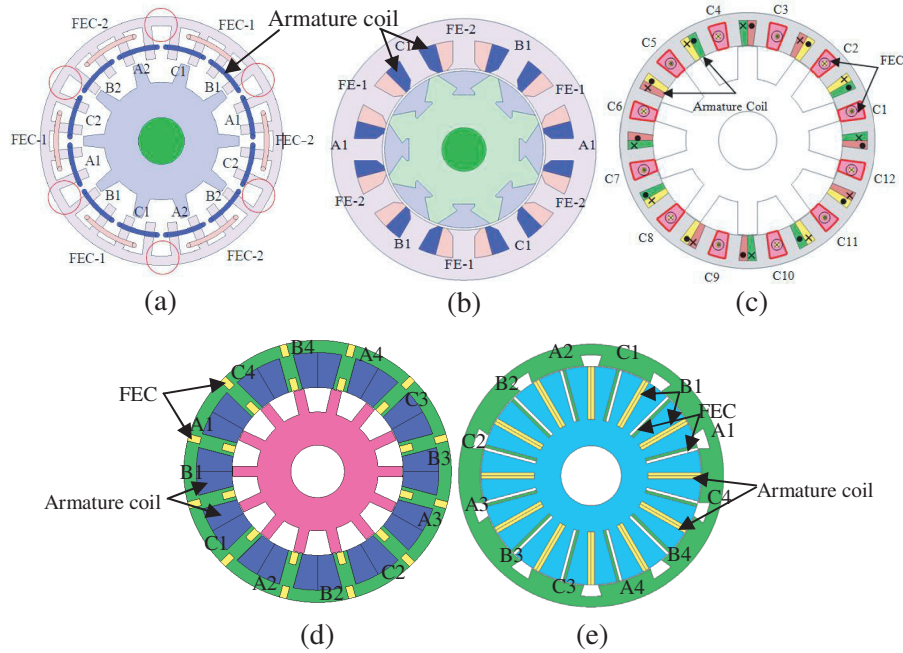 FEC-2
FEC-1
Armature coil
A2
C1
B2
B1
C2
A1
FEC-1
FEC-2
A1
C2
B1
B2
C1
A2
FEC-1
FEC-2
(a)
FE-2
C1
B1
FE-1
FE-1
A1
A1
FE-2
FE-2
B1
C1
FE-1
(b)
C4
C3
C5
C2
FEC
C6
Armature Coil
C1
C7
C12
C8
C11
C9
C10
(c)
B4
C4
A4
FEC
C3
A1
B1
B3
Armature coil
A3
C1
C2
A2
B2
(d)
A2
C1
B2
B1
FEC
A1
C2
Armature coil
A3
C4
B3
B4
C3
A4
(e)